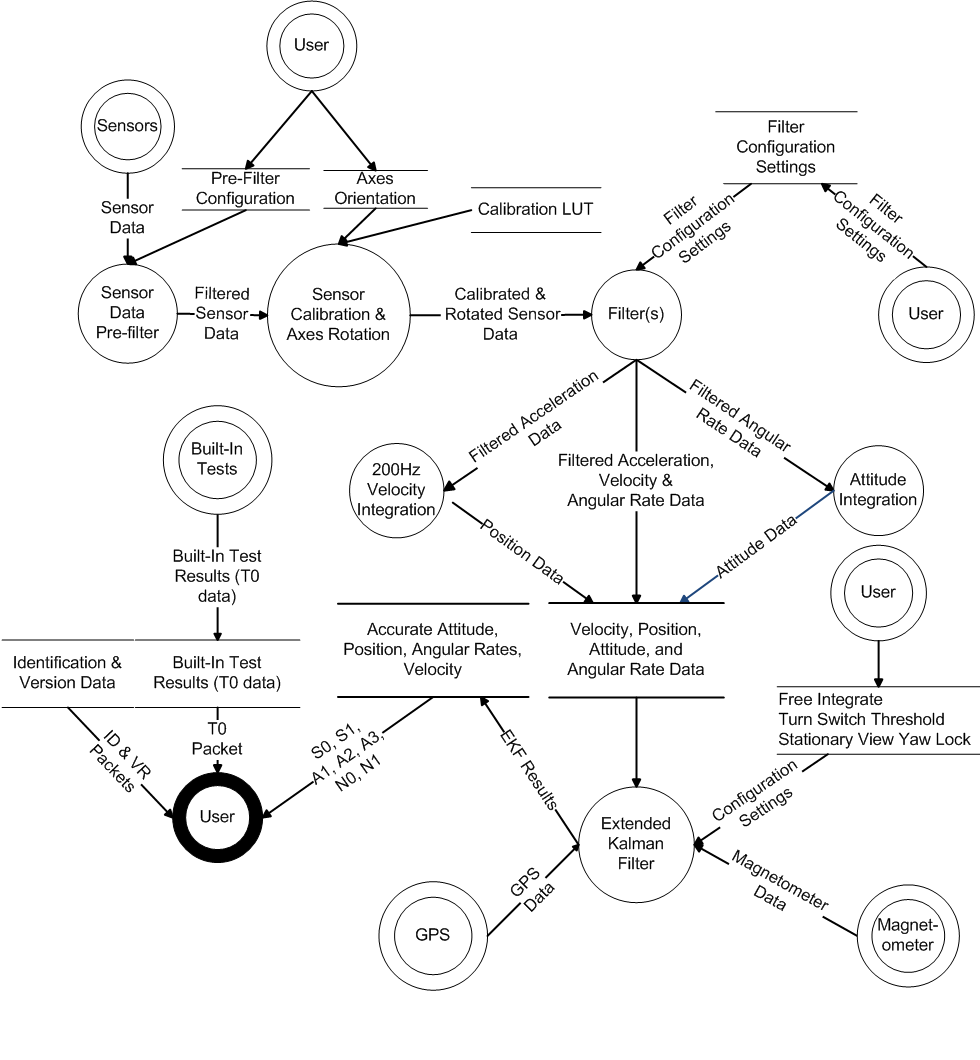 User
Sensors
Filter
Configuration
Settings
Pre-Filter
Configuration
Axes
Orientation
Calibration LUT
Sensor
Data
Filter
Configuration
Settings
Filter
Configuration
Settings
Sensor
Data
Pre-filter
Filtered
Sensor
Data
Sensor
Calibration &
Axes Rotation
Calibrated &
Rotated Sensor
Data
Filter(s)
User
Filtered Acceleration
Data
Filtered Angular
Rate Data
Built-In
Tests
200Hz
Velocity
Integration
Filtered Acceleration,
Velocity &
Angular Rate Data
Attitude
Integration
Position Data
Attitude Data
Built-In Test
Results (T0
data)
User
Identification &
Version Data
Built-In Test
Results (T0 data)
Accurate Attitude,
Position, Angular Rates,
Velocity
Velocity, Position,
Attitude, and
Angular Rate Data
Free Integrate
Turn Switch Threshold
Stationary View Yaw Lock
ID & VR
Packets
T0
Packet
S0, S1,
A1, A2, A3,
N0, N1
EKF Results
Configuration
Settings
User
Extended
Kalman
Filter
GPS
Data
Magnetometer
Data
GPS
Magnet-
ometer